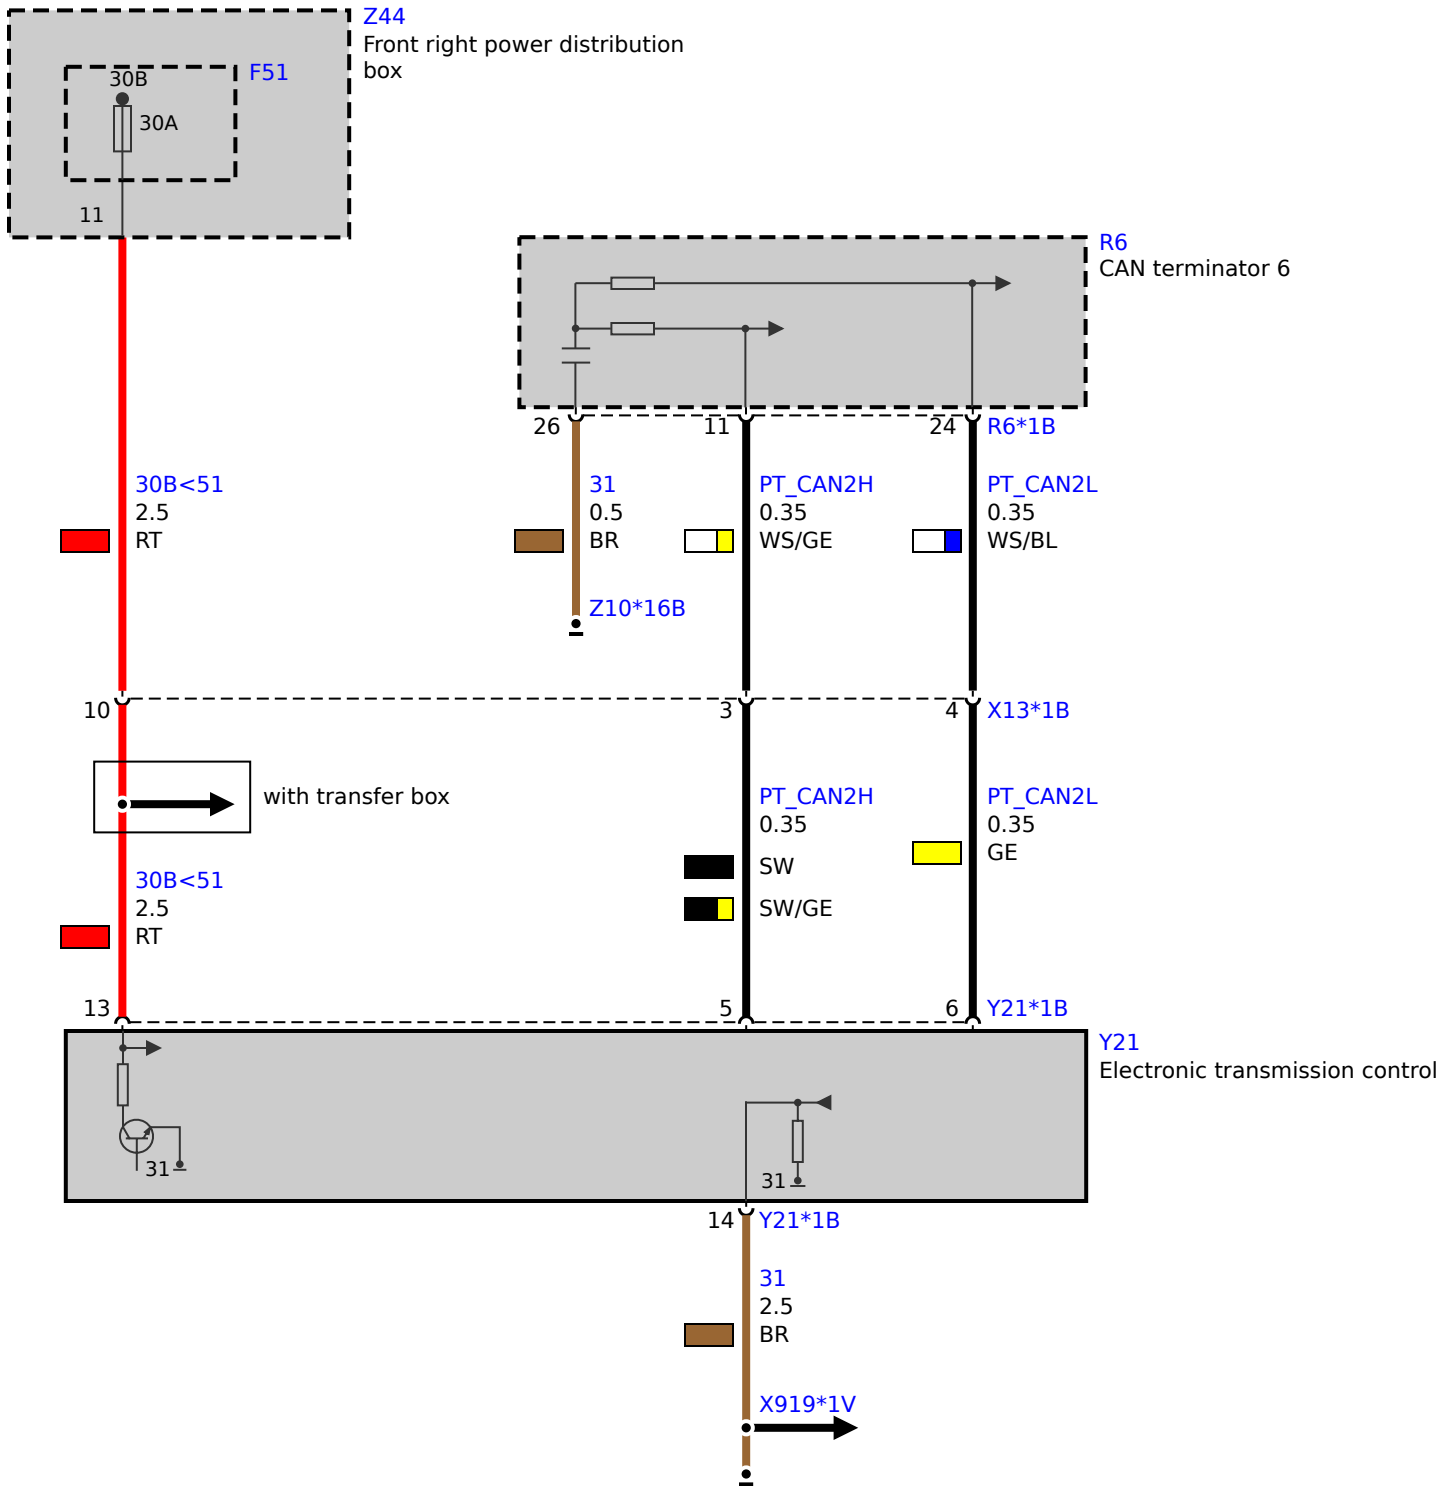 Z44
Front right power distribution
box
F51
30B
30A
11
R6
CAN terminator 6
26
11
24
R6*1B
30B<51
2.5
RT
31
0.5
BR
PT_CAN2H
0.35
WS/GE
PT_CAN2L
0.35
WS/BL
Z10*16B
10
3
4
X13*1B
with transfer box
PT_CAN2H
0.35
SW
SW/GE
PT_CAN2L
0.35
GE
30B<51
2.5
RT
13
5
6
Y21*1B
Y21
Electronic transmission control
31
31
14
Y21*1B
31
2.5
BR
X919*1V